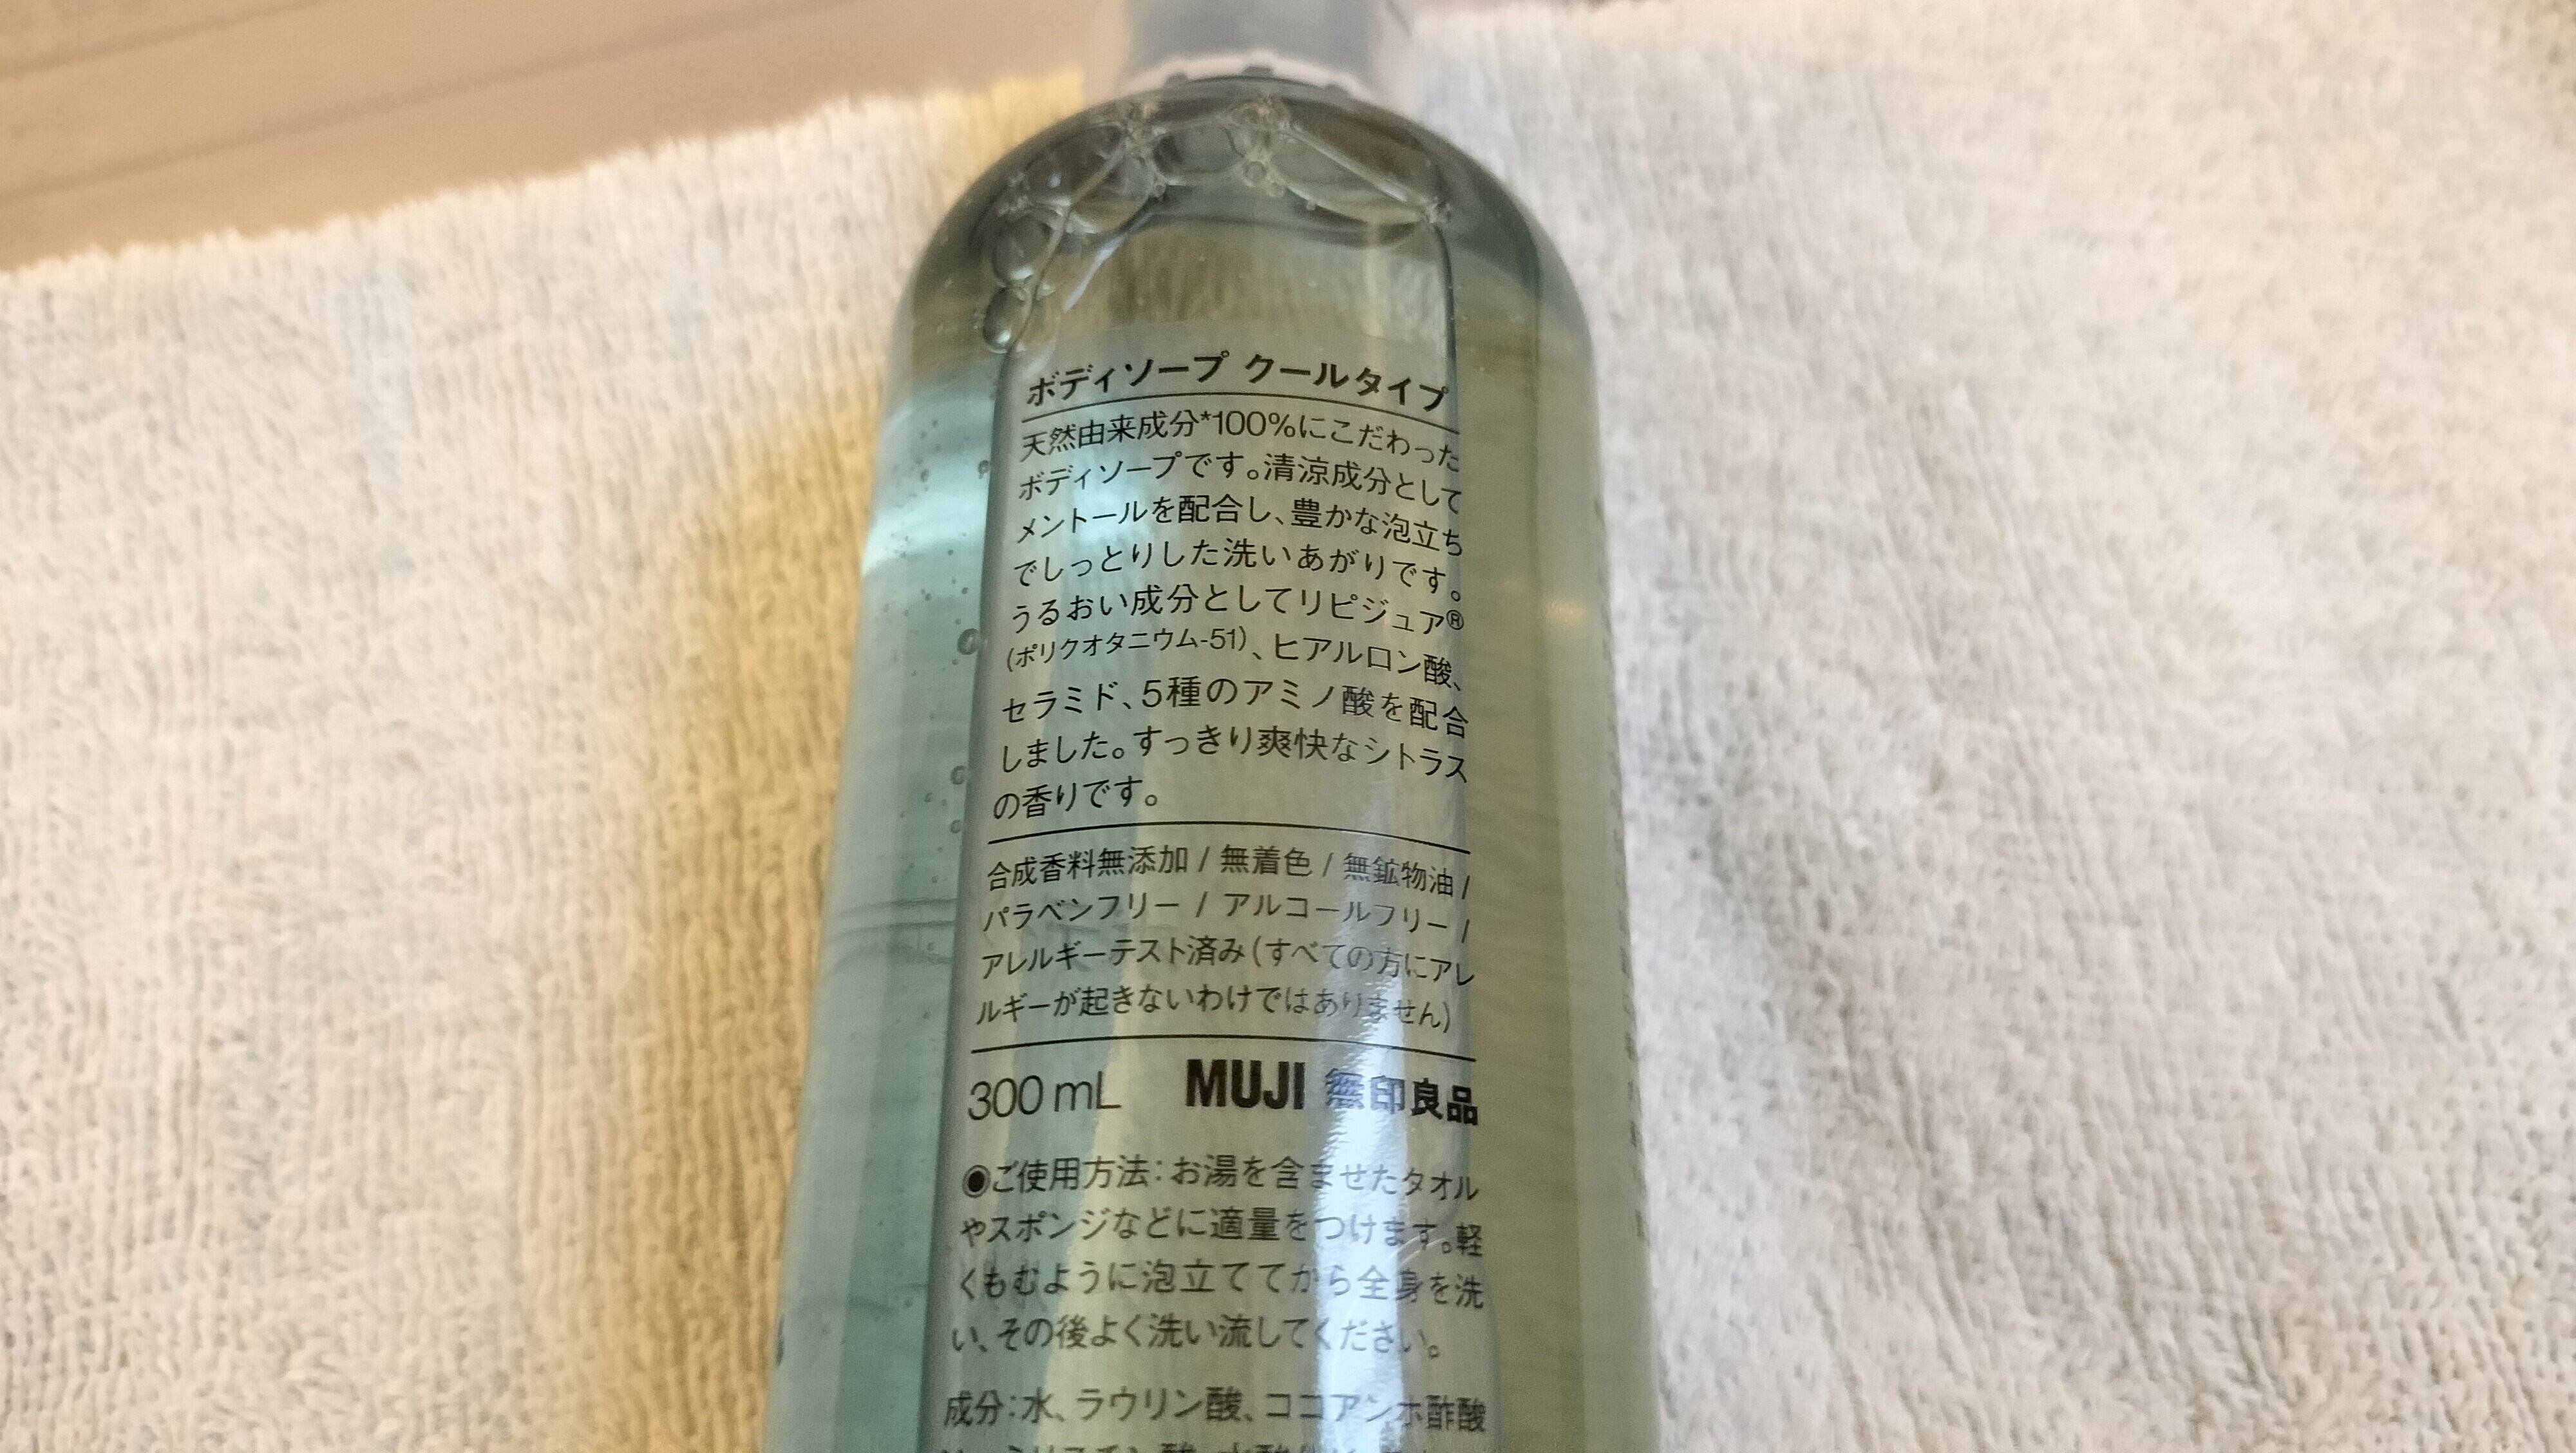 ボディソープ クールタイプ
天然由来成分*100%にこだわった
ボディソープです。清涼成分として
メントールを配合し、豊かな泡立ち
でしっとりした洗いあがりです。
うるおい成分としてリピジュア®
(ポリクオタニウム-51)、ヒアルロン酸、
セラミド、5種のアミノ酸を配合
しました。すっきり爽快なシトラス
の香りです。
合成香料無添加 / 無着色 / 無鉱物油 /
パラベンフリー / アルコールフリー /
アレルギーテスト済み(すべての方にアレ
ルギーが起きないわけではありません)
300 mL MUJI 無印良品
◉ご使用方法:お湯を含ませたタオル
やスポンジなどに適量をつけます。軽
くもむように泡立ててから全身を洗
い、その後よく洗い流してください。
成分:水、ラウリン酸、ココアンホ酢酸